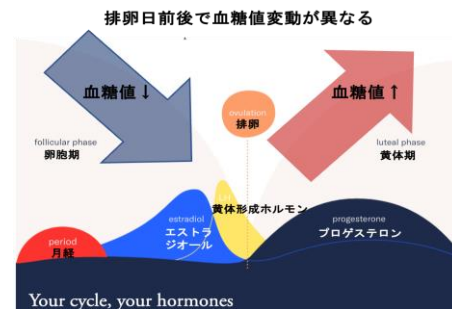 排卵日前後で血糖値変動が異なる
血糖値↓
血糖値↑
ovulation
排卵
follicular phase
卵胞期
luteal phase
黄体期
黄体形成ホルモン
estradiol
エストラ
ジオール
progesterone
プロゲステロン
period
月経
Your cycle, your hormones